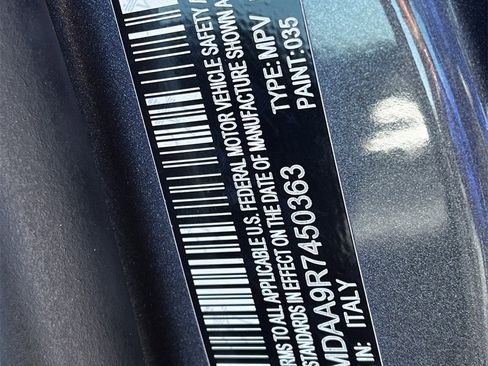 RMS TO ALL APPLICABLE U.S. FEDERAL MOTOR VEHICLE SAFETY
STANDARDS IN EFFECT ON THE DATE OF MANUFACTURE SHOWN A
MDAA9R7450363 TYPE: MPV
IN: ITALY PAINT: 035